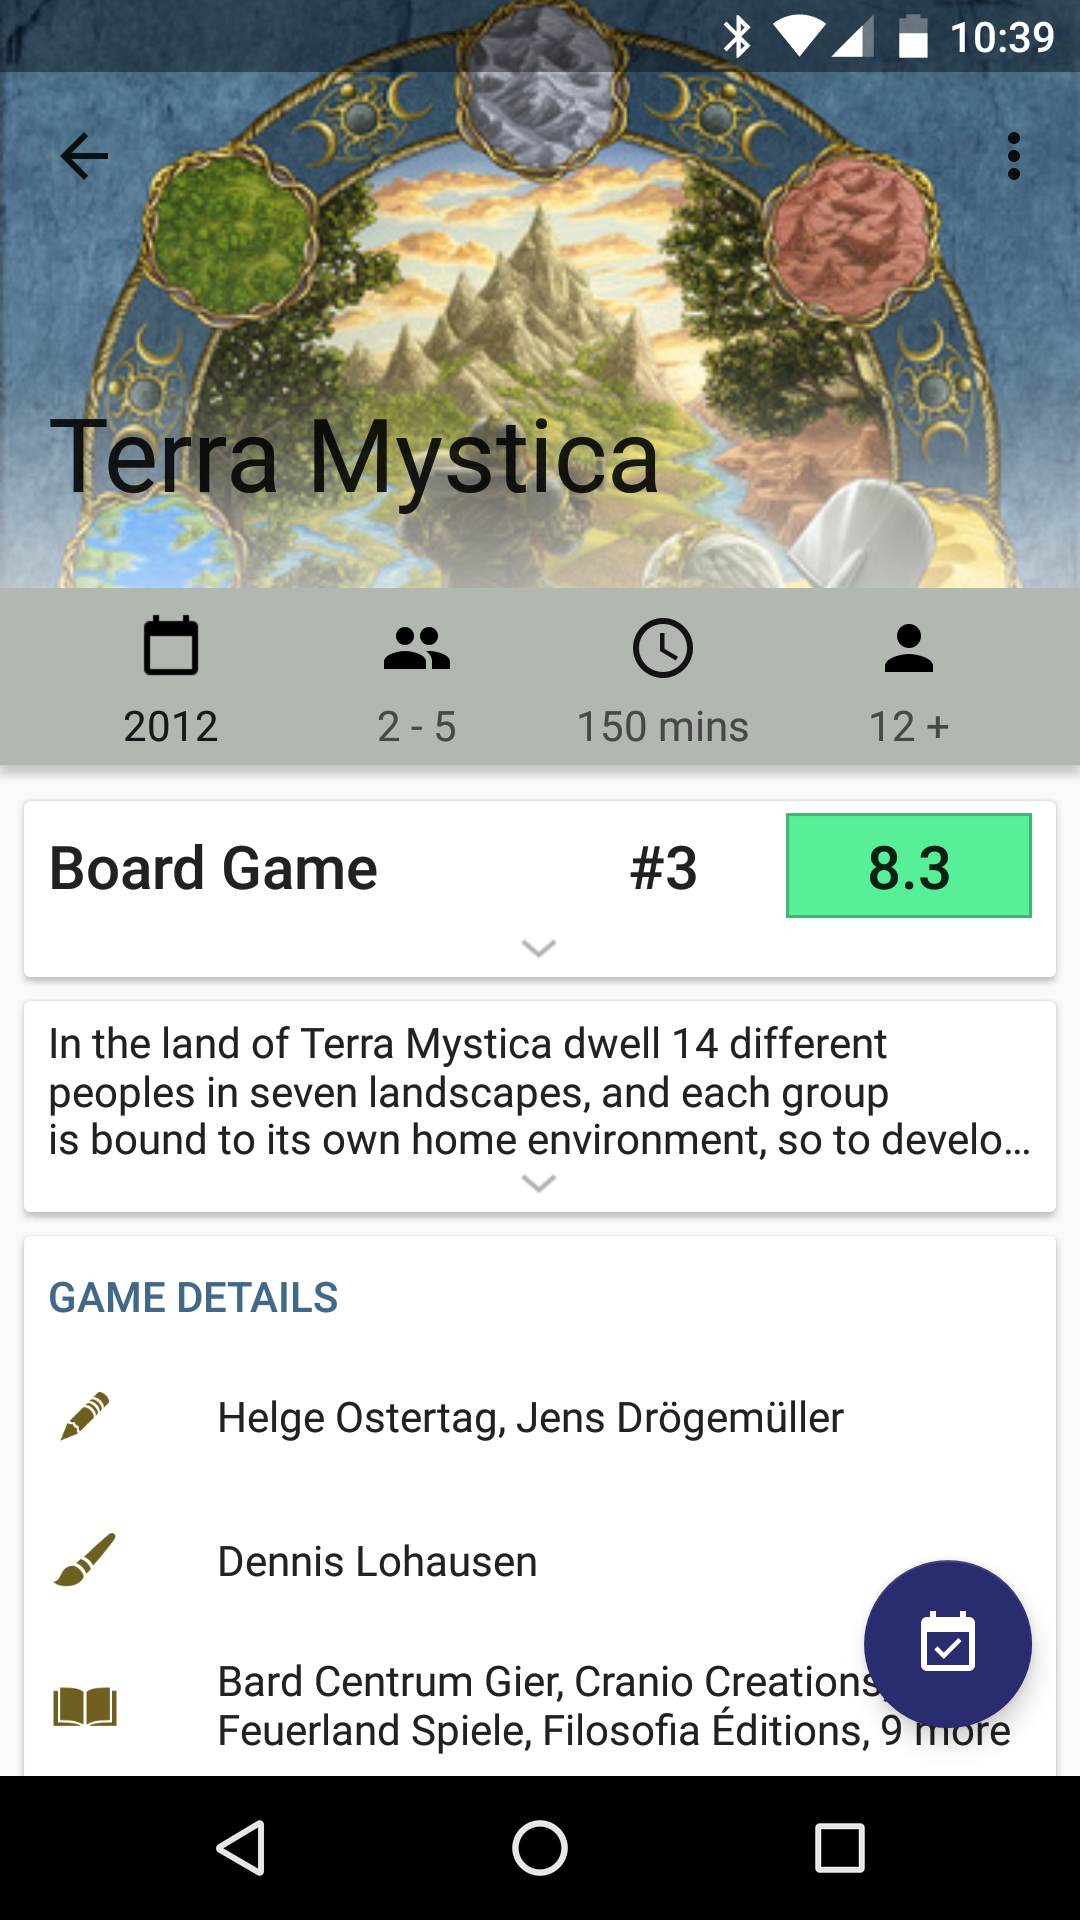 10:39
Terra Mystica
2012
2 - 5
150 mins
12 +
Board Game
#3
8.3
In the land of Terra Mystica dwell 14 different
peoples in seven landscapes, and each group
is bound to its own home environment, so to develo…
GAME DETAILS
Helge Ostertag, Jens Drögemüller
Dennis Lohausen
Bard Centrum Gier, Cranio Creations,
Feuerland Spiele, Filosofia Éditions, 9 more